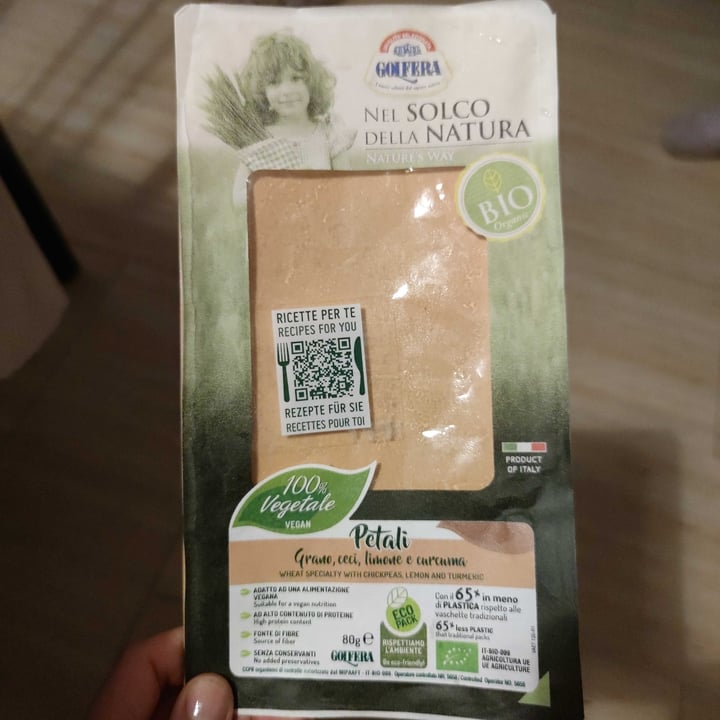 GOLFERA
NEL SOLCO
DELLA NATURA
NATURE'S WAY
BIO
Organic
RICETTE PER TE
RECIPES FOR YOU
REZEPTE FÜR SIE
RECETTES POUR TOI
PRODUCT
OF ITALY
100%
Vegetale
VEGAN
Petali
Grano, ceci, limone e curcuma
WHEAT SPECIALTY WITH CHICKPEAS, LEMON AND TURMERIC
ADATTO AD UNA ALIMENTAZIONE
VEGANA
Suitable for a vegan nutrition
AD ALTO CONTENUTO DI PROTEINE
High protein content
FONTE DI FIBRE
Source of fiber
SENZA CONSERVANTI
No added preservatives
80g e
GOLFERA
ECO
PACK
RISPETTIAMO
L'AMBIENTE
Be eco-friendly!
Con il 65% in meno
di PLASTICA rispetto alle
vaschette tradizionali
65% less PLASTIC
than traditional packs
IT-BIO-009
AGRICOLTURA UE
UE AGRICULTURE